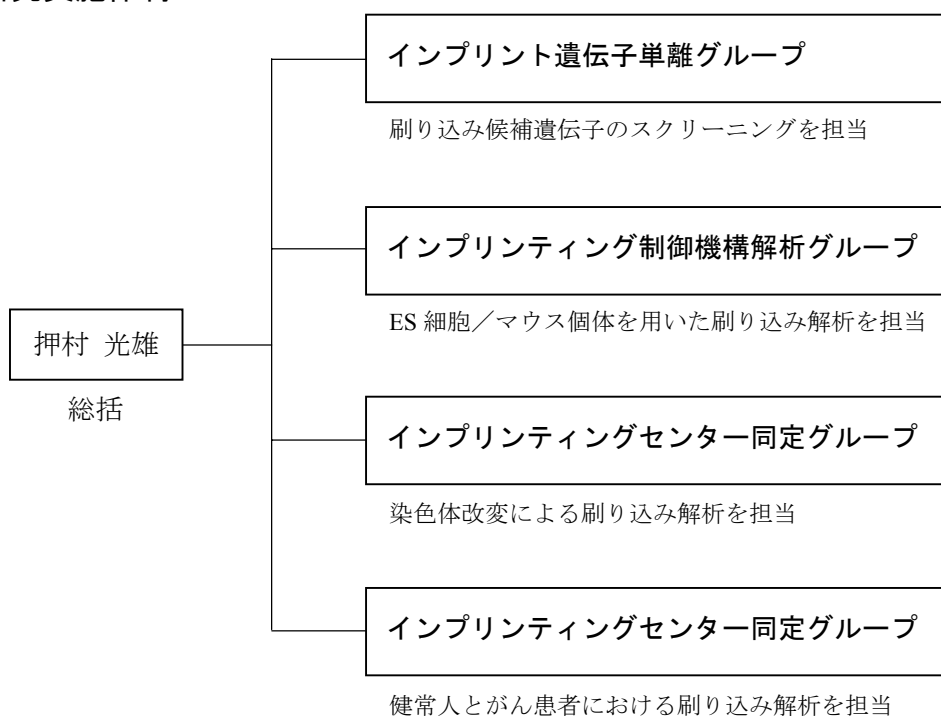 インプリント遺伝子単離グループ
刷り込み候補遺伝子のスクリーニングを担当
インプリンティング制御機構解析グループ
ES 細胞／マウス個体を用いた刷り込み解析を担当
押村 光雄
総括
インプリンティングセンター同定グループ
染色体改変による刷り込み解析を担当
インプリンティングセンター同定グループ
健常人とがん患者における刷り込み解析を担当